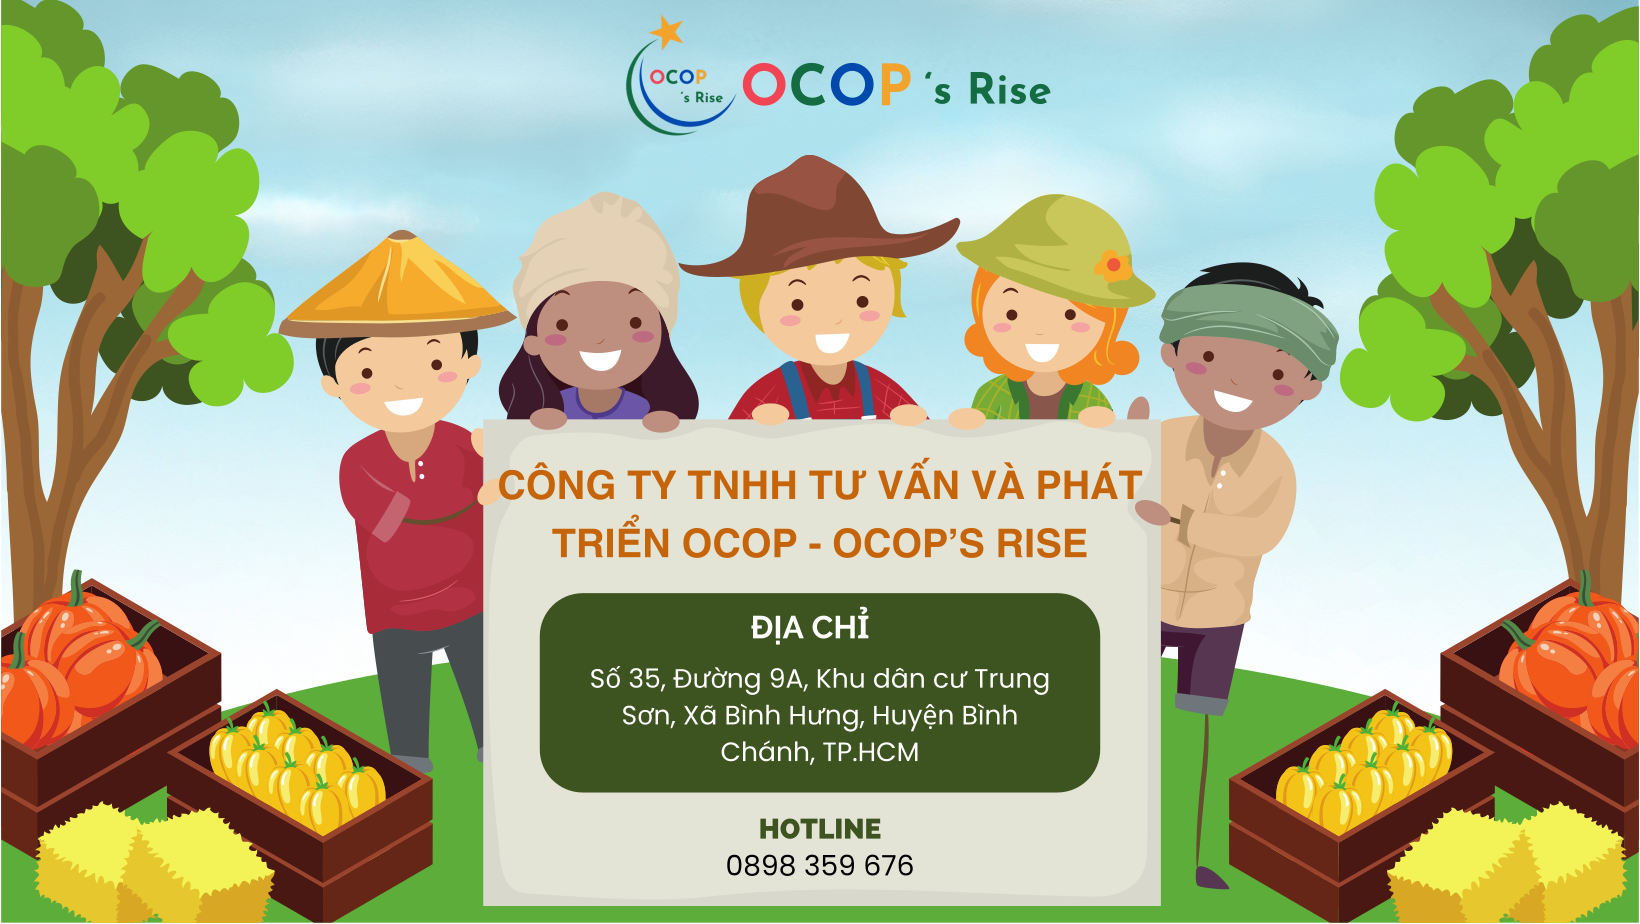 OCOP
's Rise
OCOP 's Rise
CÔNG TY TNHH TƯ VẤN VÀ PHÁT
TRIỂN OCOP - OCOP'S RISE
ĐỊA CHỈ
Số 35, Đường 9A, Khu dân cư Trung
Sơn, Xã Bình Hưng, Huyện Bình
Chánh, TP.HCM
HOTLINE
0898 359 676